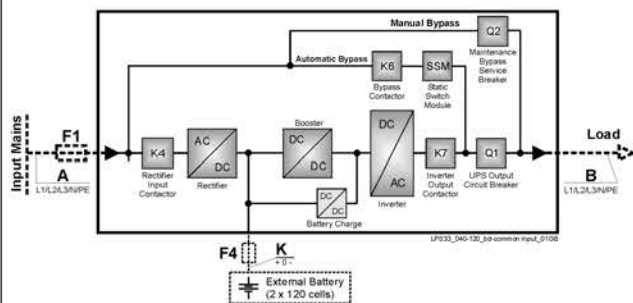 Manual Bypass
Q2
Maintenance
Bypass
Service
Breaker
Automatic Bypass
K6
SSM
Bypass
Contactor
Static
Switch
Module
Input Mains
F1
A
L1/L2/L3/N/PE
K4
Rectifier
Input
Contactor
AC
DC
Rectifier
Booster
DC
DC
DC
DC
Battery Charge
DC
AC
Inverter
K7
Inverter
Output
Contactor
Q1
UPS Output
Circuit Breaker
Load
B
L1/L2/L3/N/PE
LPS33_040-120_bd-common input_01GB
F4
K
+ 0 -
External Battery
(2 x 120 cells)